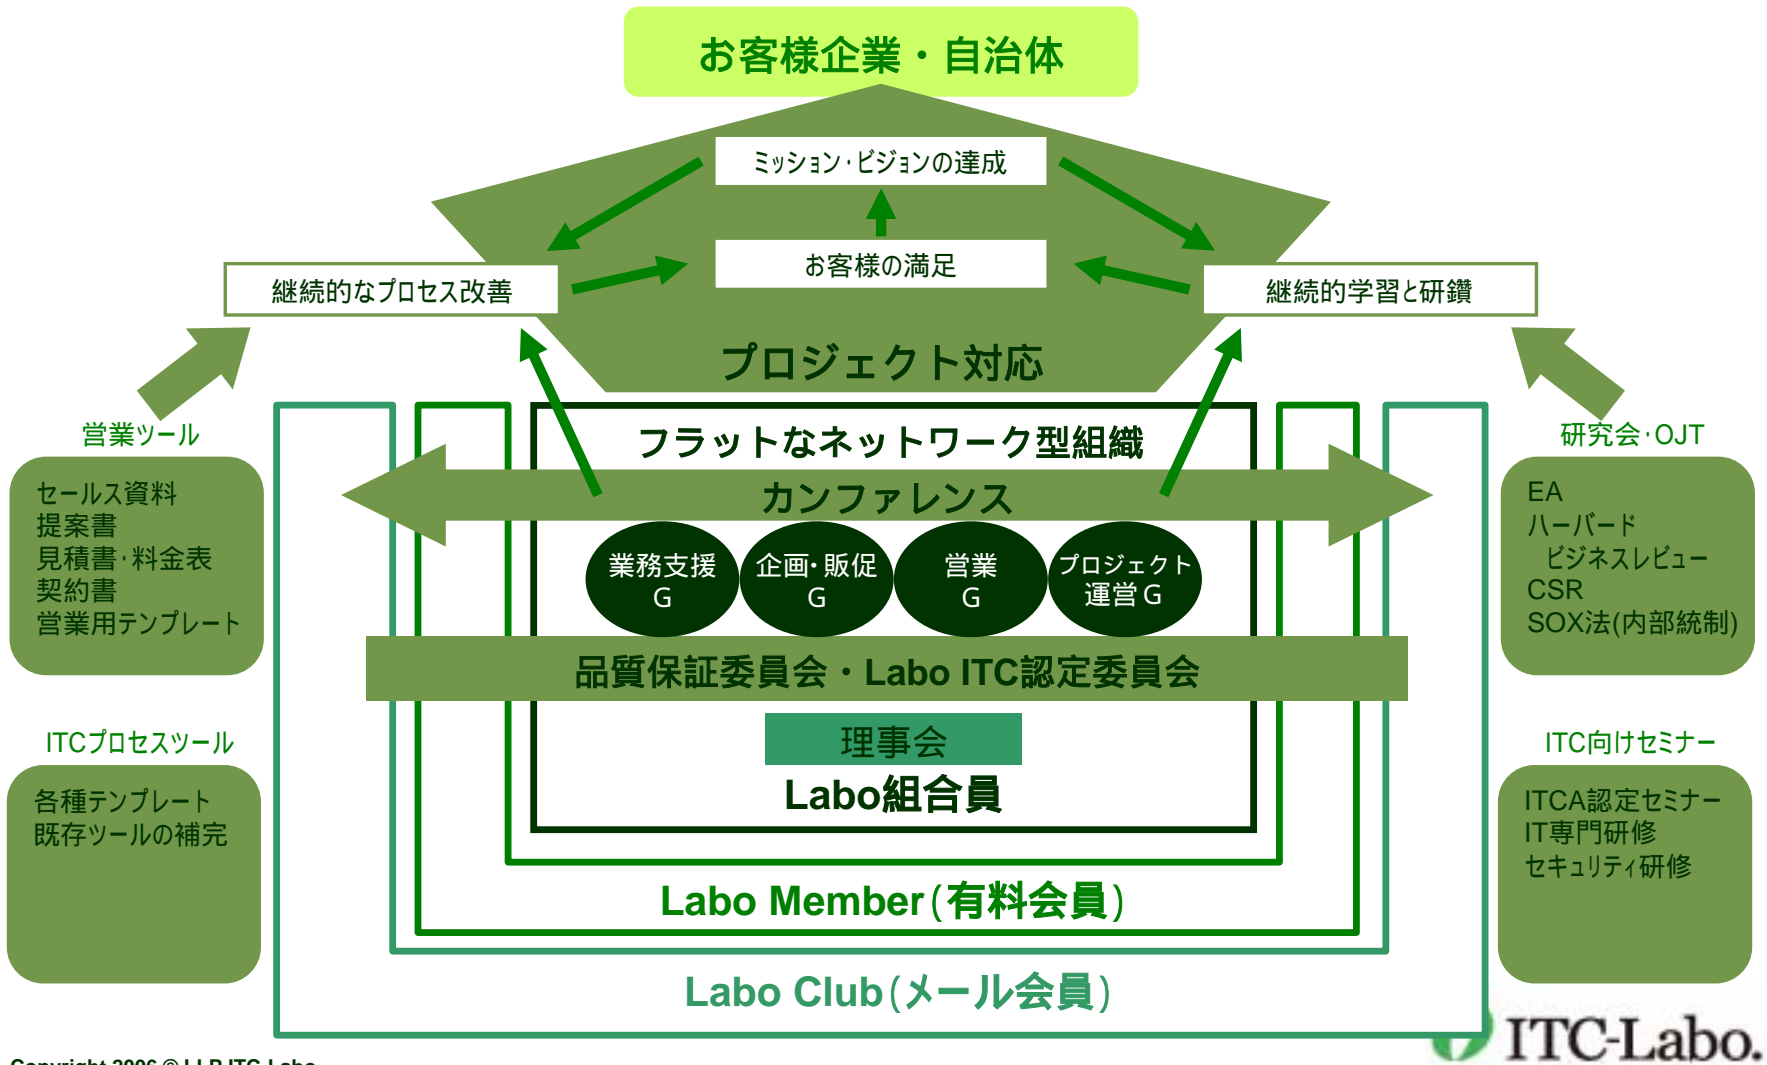 お客様企業・自治体
ミッション・ビジョンの達成
お客様の満足
継続的なプロセス改善
継続的学習と研鑽
プロジェクト対応
営業ツール
セールス資料
提案書
見積書・料金表
契約書
営業用テンプレート
ITCプロセスツール
各種テンプレート
既存ツールの補完
フラットなネットワーク型組織
カンファレンス
業務支援
G
企画・販促
G
営業
G
プロジェクト
運営G
品質保証委員会・Labo ITC認定委員会
理事会
Labo組合員
Labo Member(有料会員)
Labo Club(メール会員)
研究会・OJT
EA
ハーバード
ビジネスレビュー
CSR
SOX法(内部統制)
ITC向けセミナー
ITCA認定セミナー
IT専門研修
セキュリティ研修
ITC-Labo.
Copyright 2006 © LLP ITC-Labo